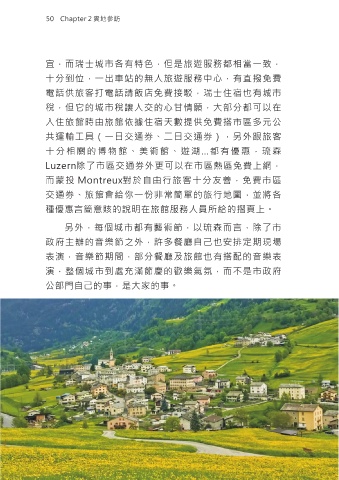 50 Chapter 2 實地參訪
宜，而瑞士城市各有特色，但是旅遊服務都相當一致，
十分到位，一出車站的無人旅遊服務中心，有直撥免費
電話供旅客打電話請飯店免費接駁，瑞士住宿也有城市
稅，但它的城市稅讓人交的心甘情願，大部分都可以在
人住旅館時由旅館依據住宿天數提供免費搭市區多元公
共運輸工具（一日交通券、二日交通券），另外跟旅客
十分相關的博物館、美術館、遊湖…都有優惠，琉森
Luzern除了市區交通券外更可以在市區熱區免費上網，
而蒙投 Montreux對於自由行旅客十分友善，免費市區
交通券、旅館會給你一份非常簡單的旅行地圖，並將各
種優惠言簡意賅的說明在旅館服務人員所給的摺頁上。
另外，每個城市都有藝術節，以琉森而言，除了市
政府主辦的音樂節之外，許多餐廳自己也安排定期現場
表演，音樂節期間，部分餐廳及旅館也有搭配的音樂表
演，整個城市到處充滿節慶的歡樂氣氛，而不是市政府
公部門自己的事，是大家的事。